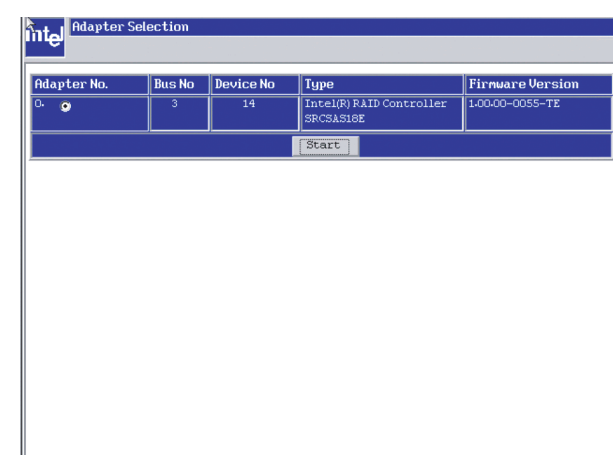 intel Adapter Selection
Adapter No. Bus No Device No Type Firmware Version
0. 3 14 Intel(R) RAID Controller 1.00.00-0055-TE
SRCSAS18E
Start